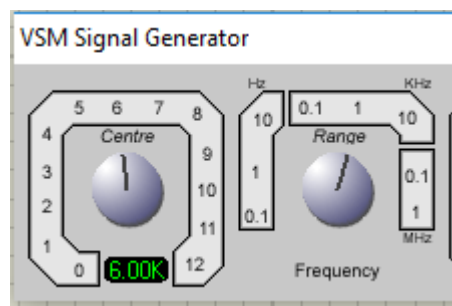 VSM Signal Generator
Hz
KHz
5 6 7 8
4
Centre
3
2
1
0
9
10
11
12
6.00K
10
1
0.1
0.1 1 10
Range
0.1
1
MHz
Frequency